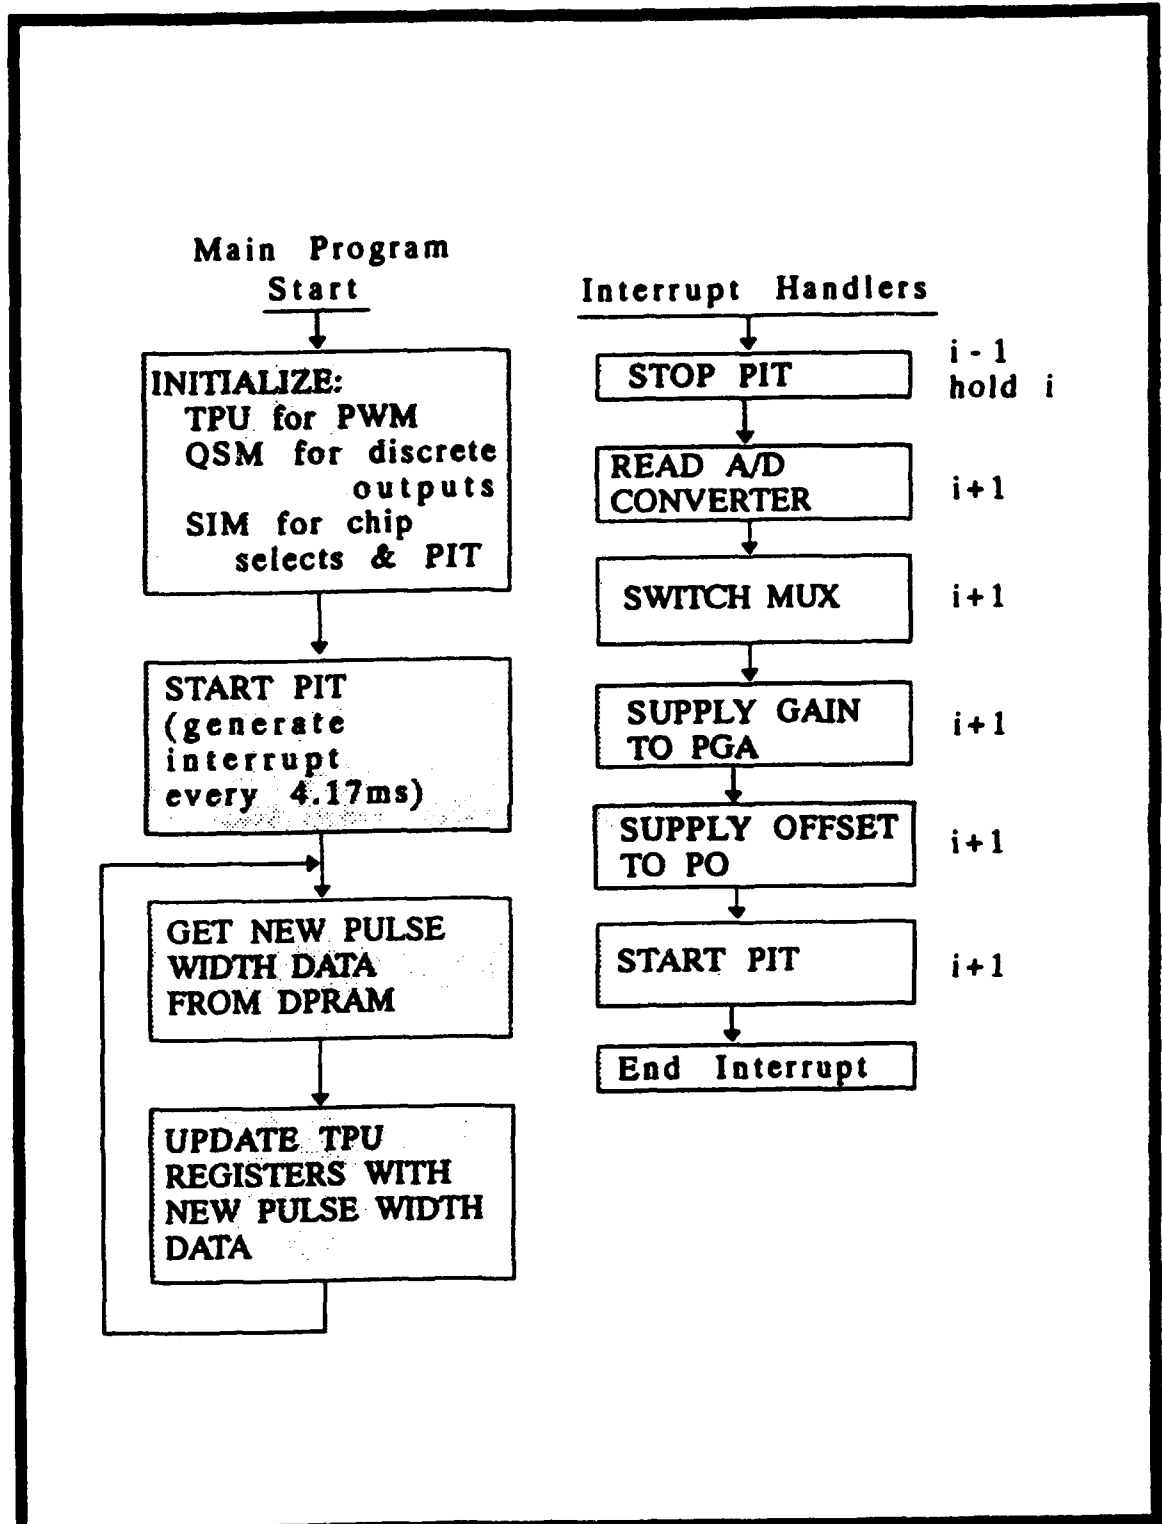 Main Program
Start
INITIALIZE:
TPU for PWM
QSM for discrete
outputs
SIM for chip
selects & PIT
START PIT
(generate
interrupt
every 4.17ms)
GET NEW PULSE
WIDTH DATA
FROM DPRAM
UPDATE TPU
REGISTERS WITH
NEW PULSE WIDTH
DATA
Interrupt Handlers
STOP PIT
i - 1
hold i
READ A/D
CONVERTER
i+1
SWITCH MUX
i+1
SUPPLY GAIN
TO PGA
i+1
SUPPLY OFFSET
TO PO
i+1
START PIT
i+1
End Interrupt